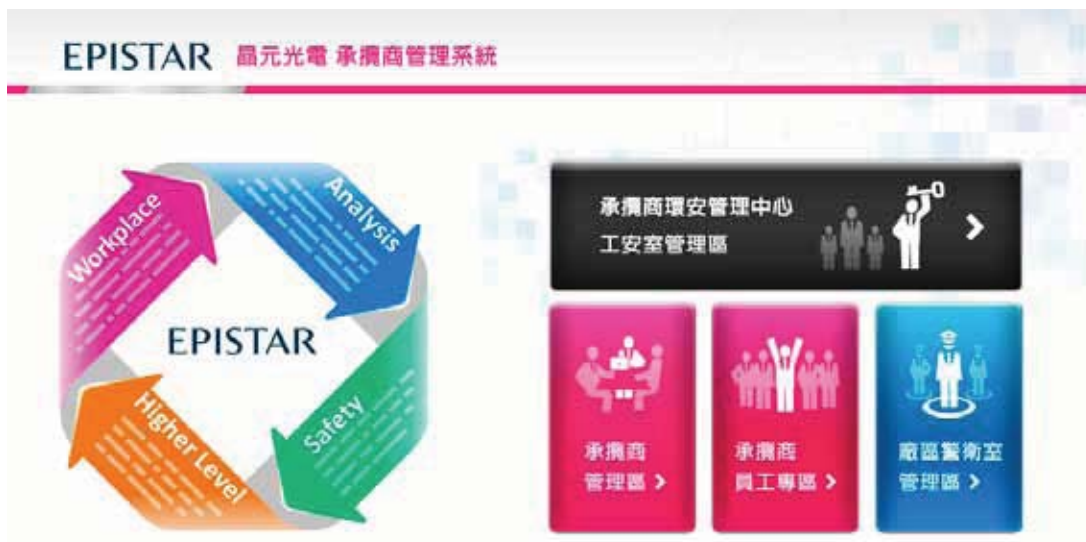 EPISTAR 晶元光電 承攬商管理系統
Workplace
Analysis
EPISTAR
Higher Level
Safety
承攬商環安管理中心
工安室管理區
承攬商
管理區
承攬商
員工專區
廠區警衛室
管理區